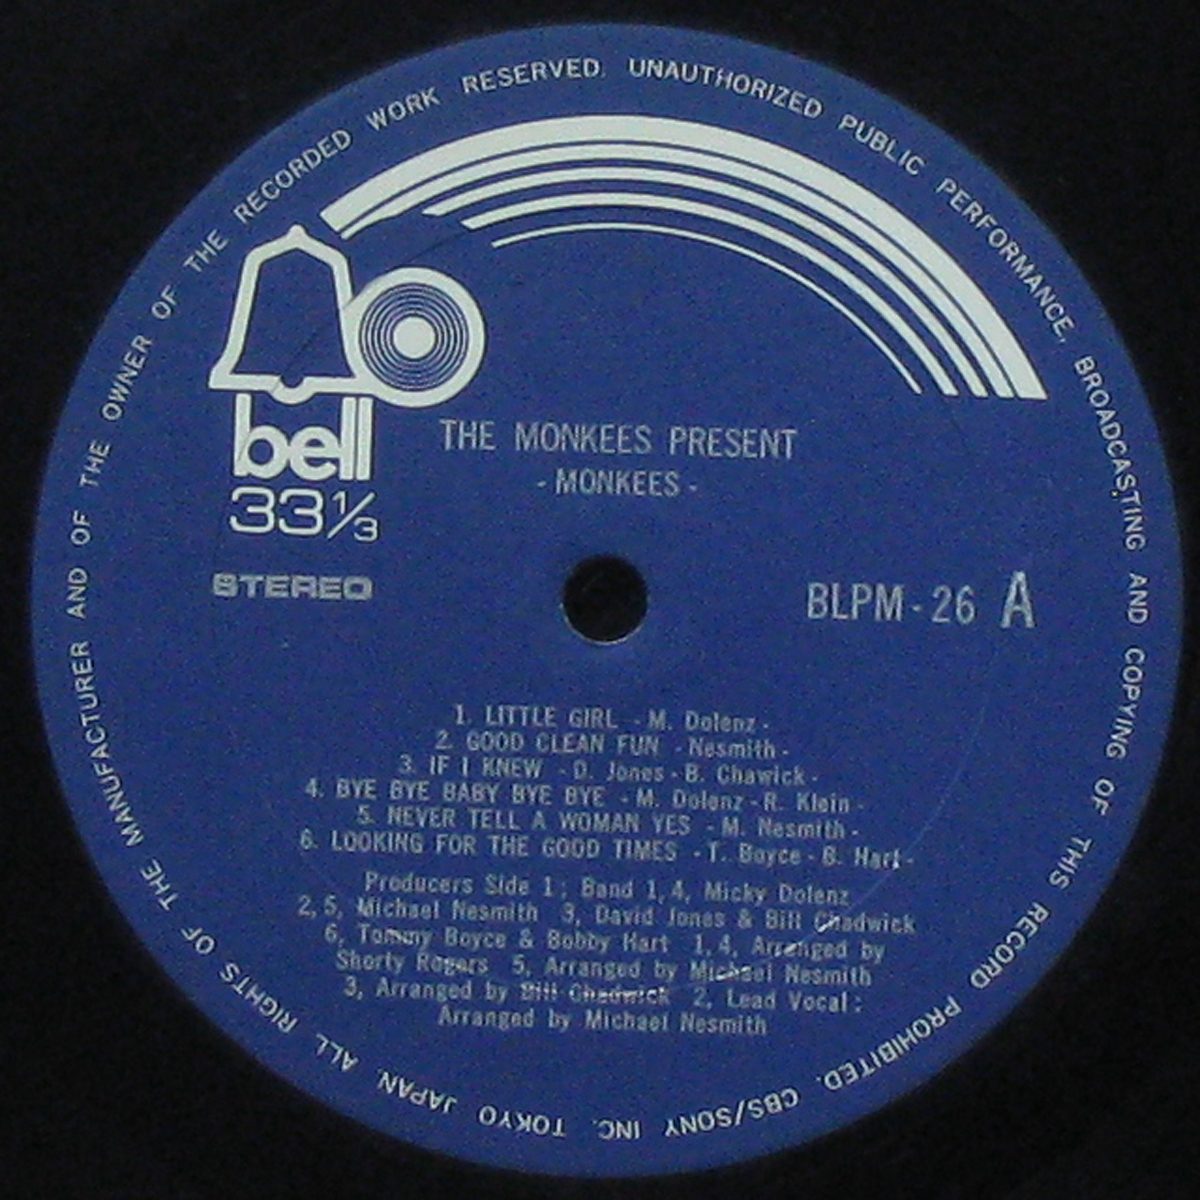 ALL RIGHTS OF THE MANUFACTURER AND OF THE OWNER OF THE RECORDED WORK RESERVED. UNAUTHORIZED PUBLIC PERFORMANCE, BROADCASTING AND COPYING OF THIS RECORD PROHIBITED. CBS/SONY INC. TOKYO JAPAN.
bell
33 1/3
STEREO
THE MONKEES PRESENT
- MONKEES -
BLPM - 26 A
1. LITTLE GIRL - M. Dolenz -
2. GOOD CLEAN FUN - Nesmith -
3. IF I KNEW - D. Jones - B. Chawick -
4. BYE BYE BABY BYE BYE - M. Dolenz - R. Klein -
5. NEVER TELL A WOMAN YES - M. Nesmith -
6. LOOKING FOR THE GOOD TIMES - T. Boyce - B. Hart -
Producers Side 1; Band 1, 4, Micky Dolenz
2, 5, Michael Nesmith 3, David Jones & Bill Chadwick
6, Tommy Boyce & Bobby Hart 1, 4, Arranged by
Shorty Rogers 5, Arranged by Michael Nesmith
3, Arranged by Bill Chadwick 2, Lead Vocal:
Arranged by Michael Nesmith